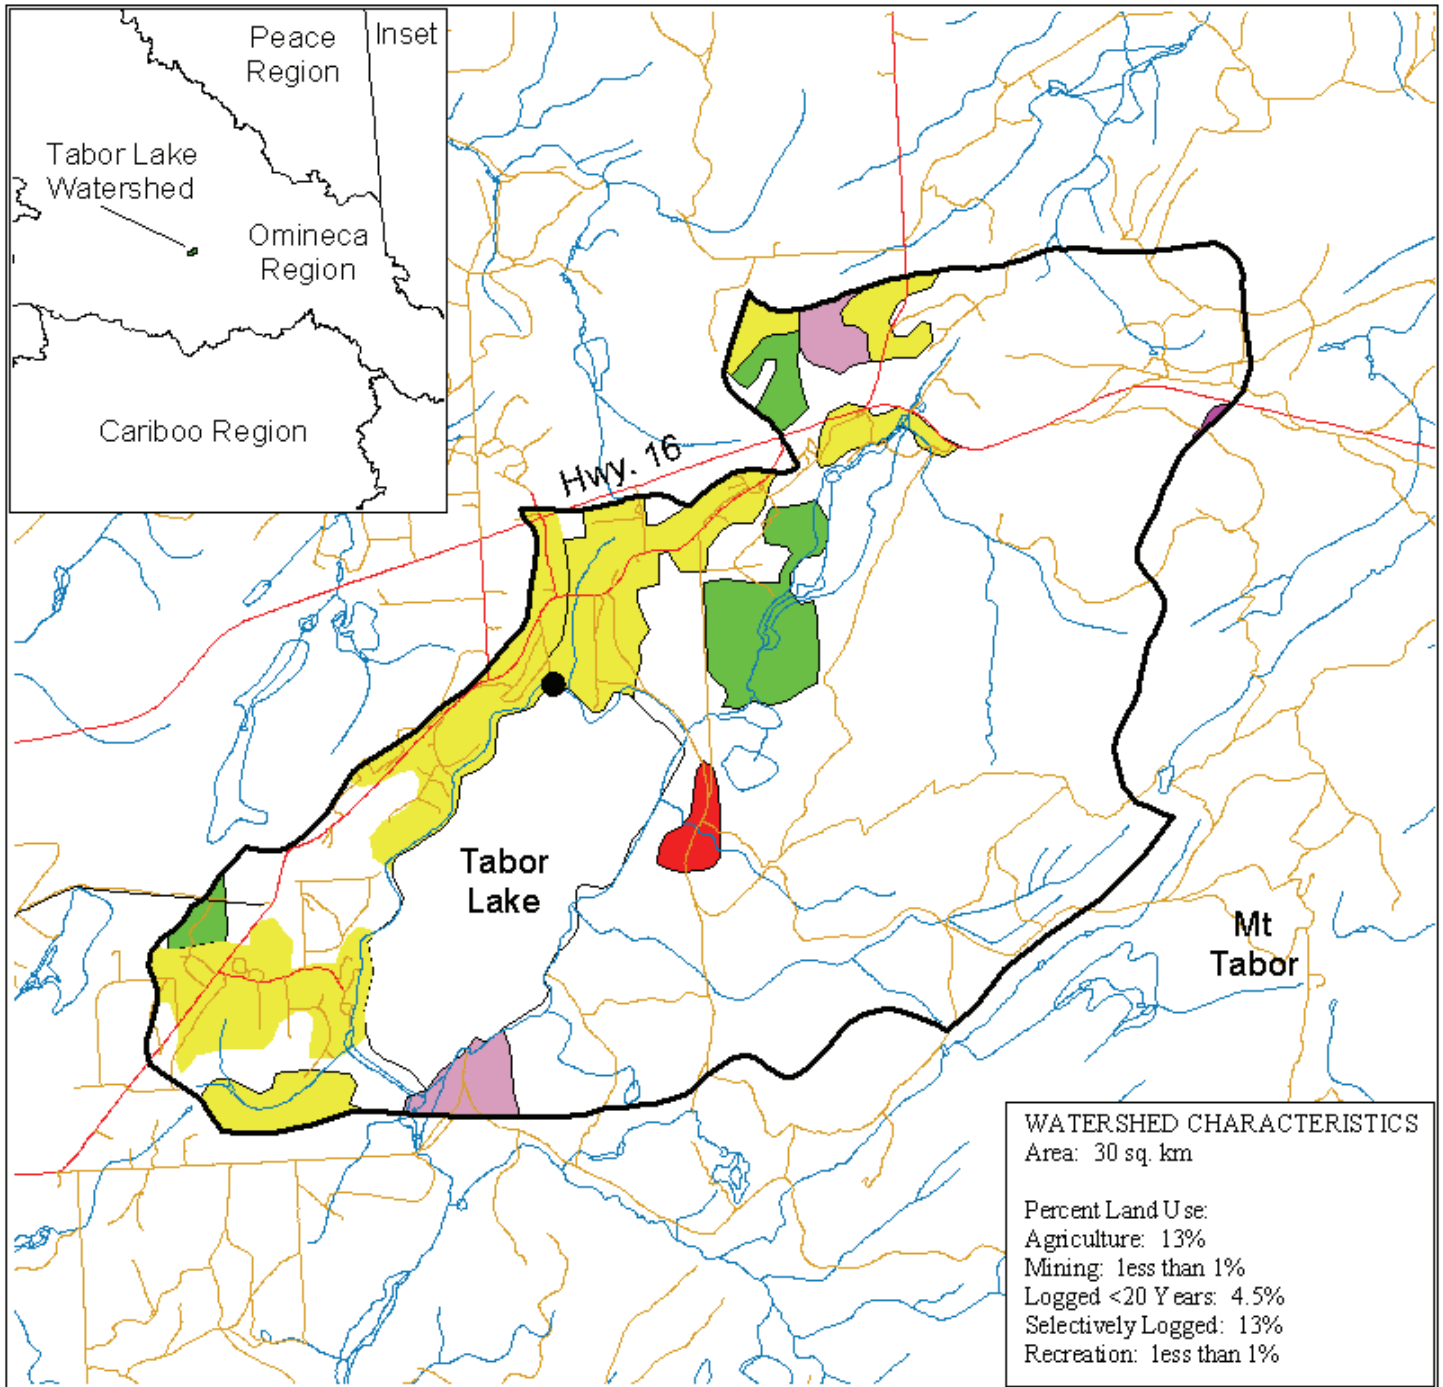 Peace
Region
Inset
Tabor Lake
Watershed
Omineca
Region
Cariboo Region
Hwy. 16
Tabor
Lake
Mt
Tabor
WATERSHED CHARACTERISTICS
Area: 30 sq. km
Percent Land Use:
Agriculture: 13%
Mining: less than 1%
Logged <20 Years: 4.5%
Selectively Logged: 13%
Recreation: less than 1%